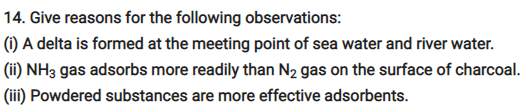 14. Give reasons for the following observations:
(i) A delta is formed at the meeting point of sea water and river water.
(ii) NH₃ gas adsorbs more readily than N₂ gas on the surface of charcoal.
(iii) Powdered substances are more effective adsorbents.